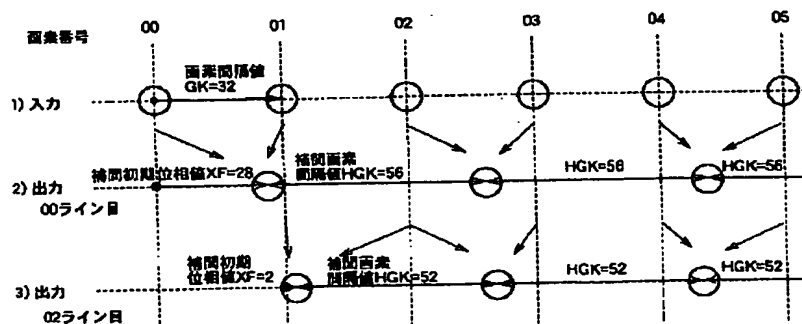 画素番号 00 01 02 03 04 05
画素間隔値
GK=32
1) 入力
補間初期位相値XF=28
補間画素
間隔値HGK=56
HGK=56
HGK=56
2) 出力
00ライン目
補間初期
位相値XF=2
補間画素
間隔値HGK=52
HGK=52
HGK=52
3) 出力
02ライン目